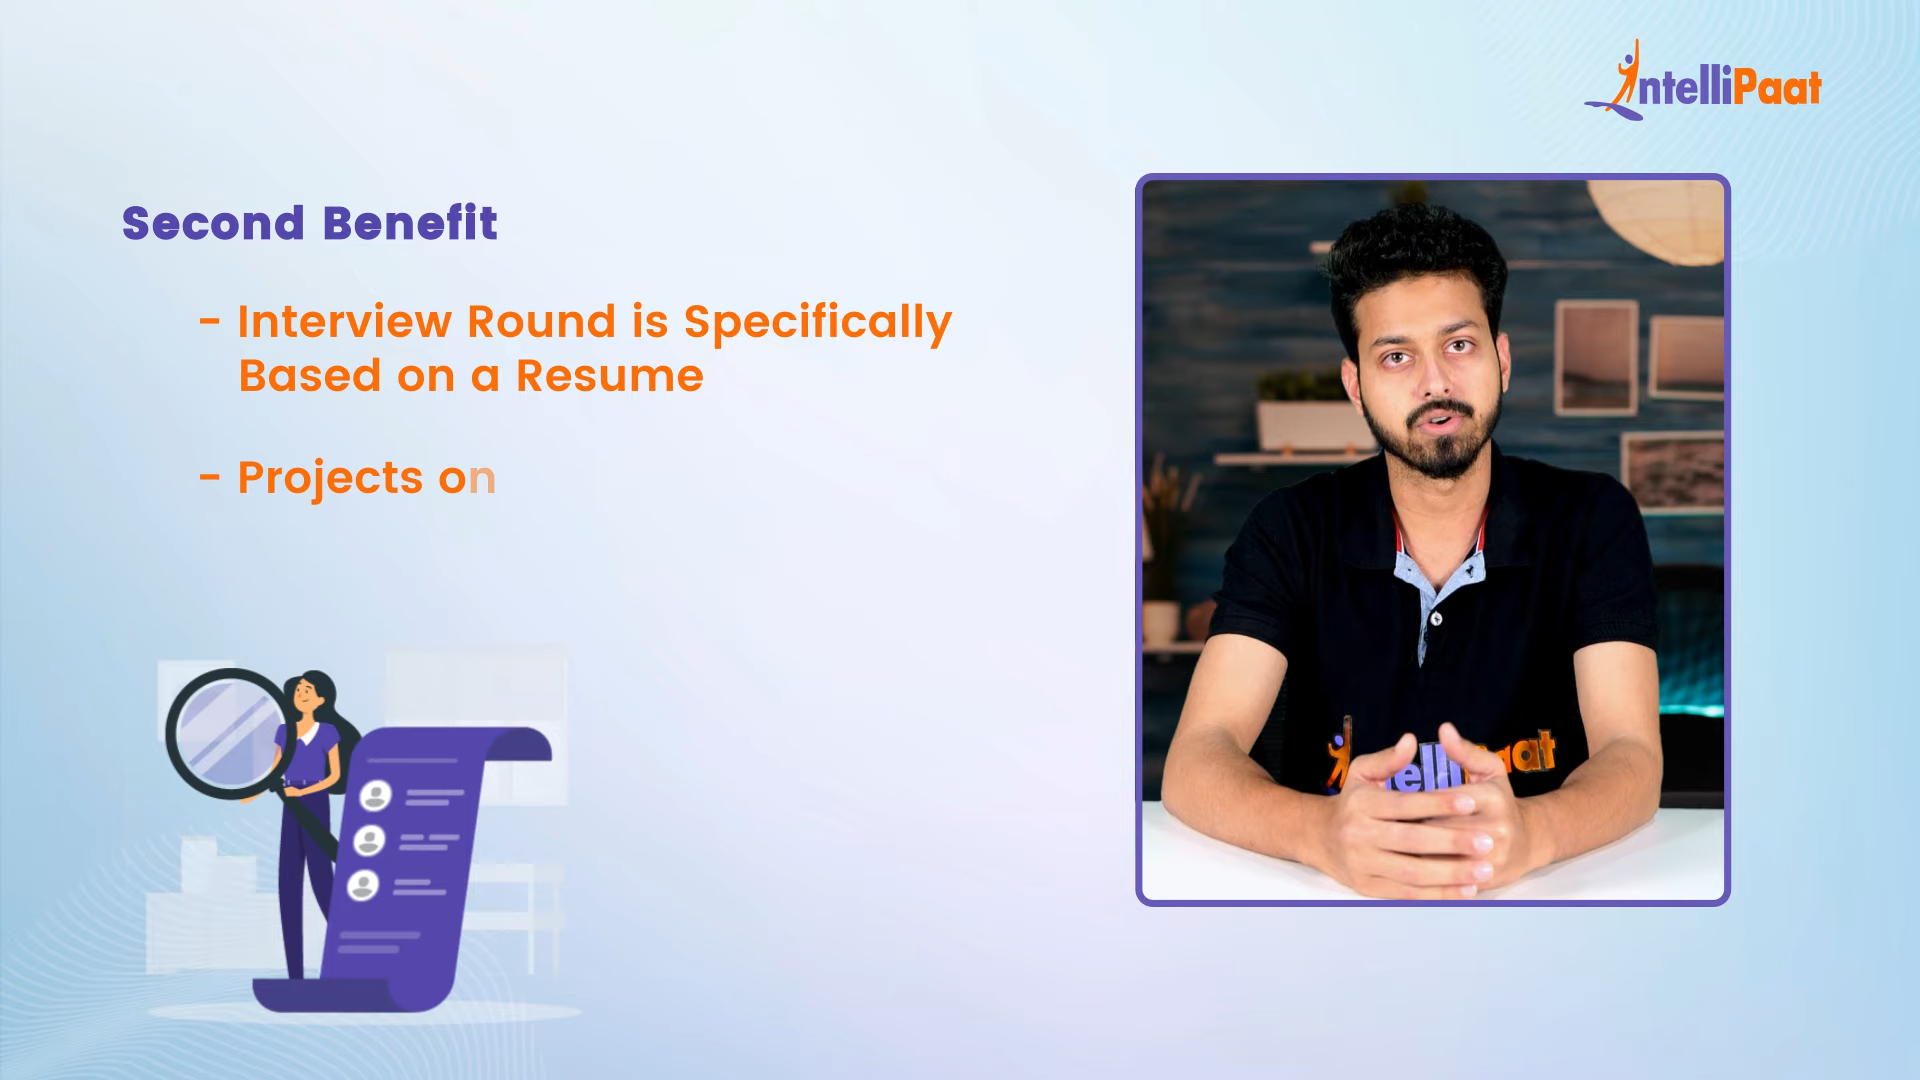 IntelliPaat
Second Benefit
- Interview Round is Specifically
Based on a Resume
- Projects on